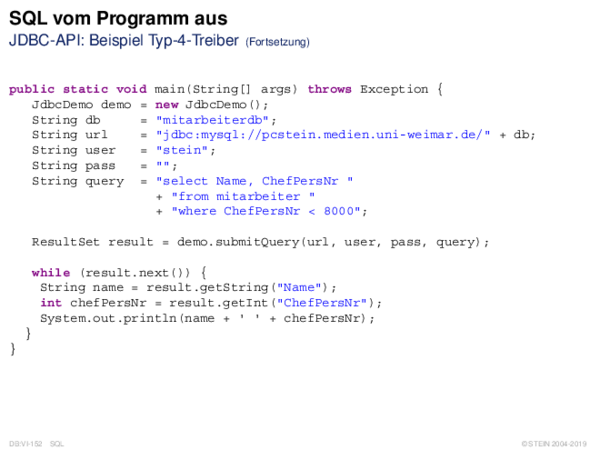 SQL vom Programm aus
JDBC-API: Beispiel Typ-4-Treiber (Fortsetzung)
public static void main(String[] args) throws Exception {
JdbcDemo demo = new JdbcDemo();
String db = "mitarbeiterdb";
String url = "jdbc:mysql://pcstein.medien.uni-weimar.de/" + db;
String user = "stein";
String pass = "";
String query = "select Name, ChefPersNr "
+ "from mitarbeiter "
+ "where ChefPersNr < 8000";
ResultSet result = demo.submitQuery(url, user, pass, query);
while (result.next()) {
String name = result.getString("Name");
int chefPersNr = result.getInt("ChefPersNr");
System.out.println(name + ' ' + chefPersNr);
}
}
DB:VI-152 SQL © STEIN 2004-2019